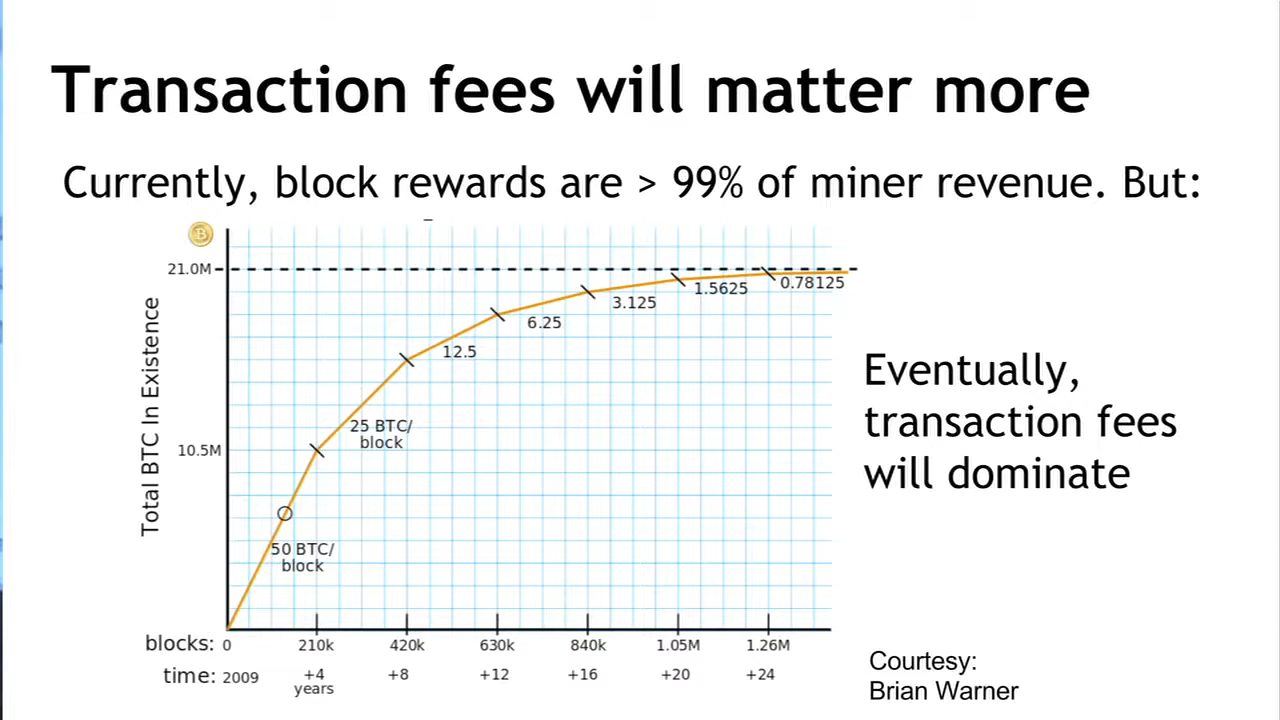 Transaction fees will matter more
Currently, block rewards are > 99% of miner revenue. But:
B
21.0M
10.5M
Total BTC In Existence
50 BTC/
block
25 BTC/
block
12.5
6.25
3.125
1.5625
0.78125
blocks: 0 210k 420k 630k 840k 1.05M 1.26M
time: 2009 +4 +8 +12 +16 +20 +24
years
Eventually,
transaction fees
will dominate
Courtesy:
Brian Warner